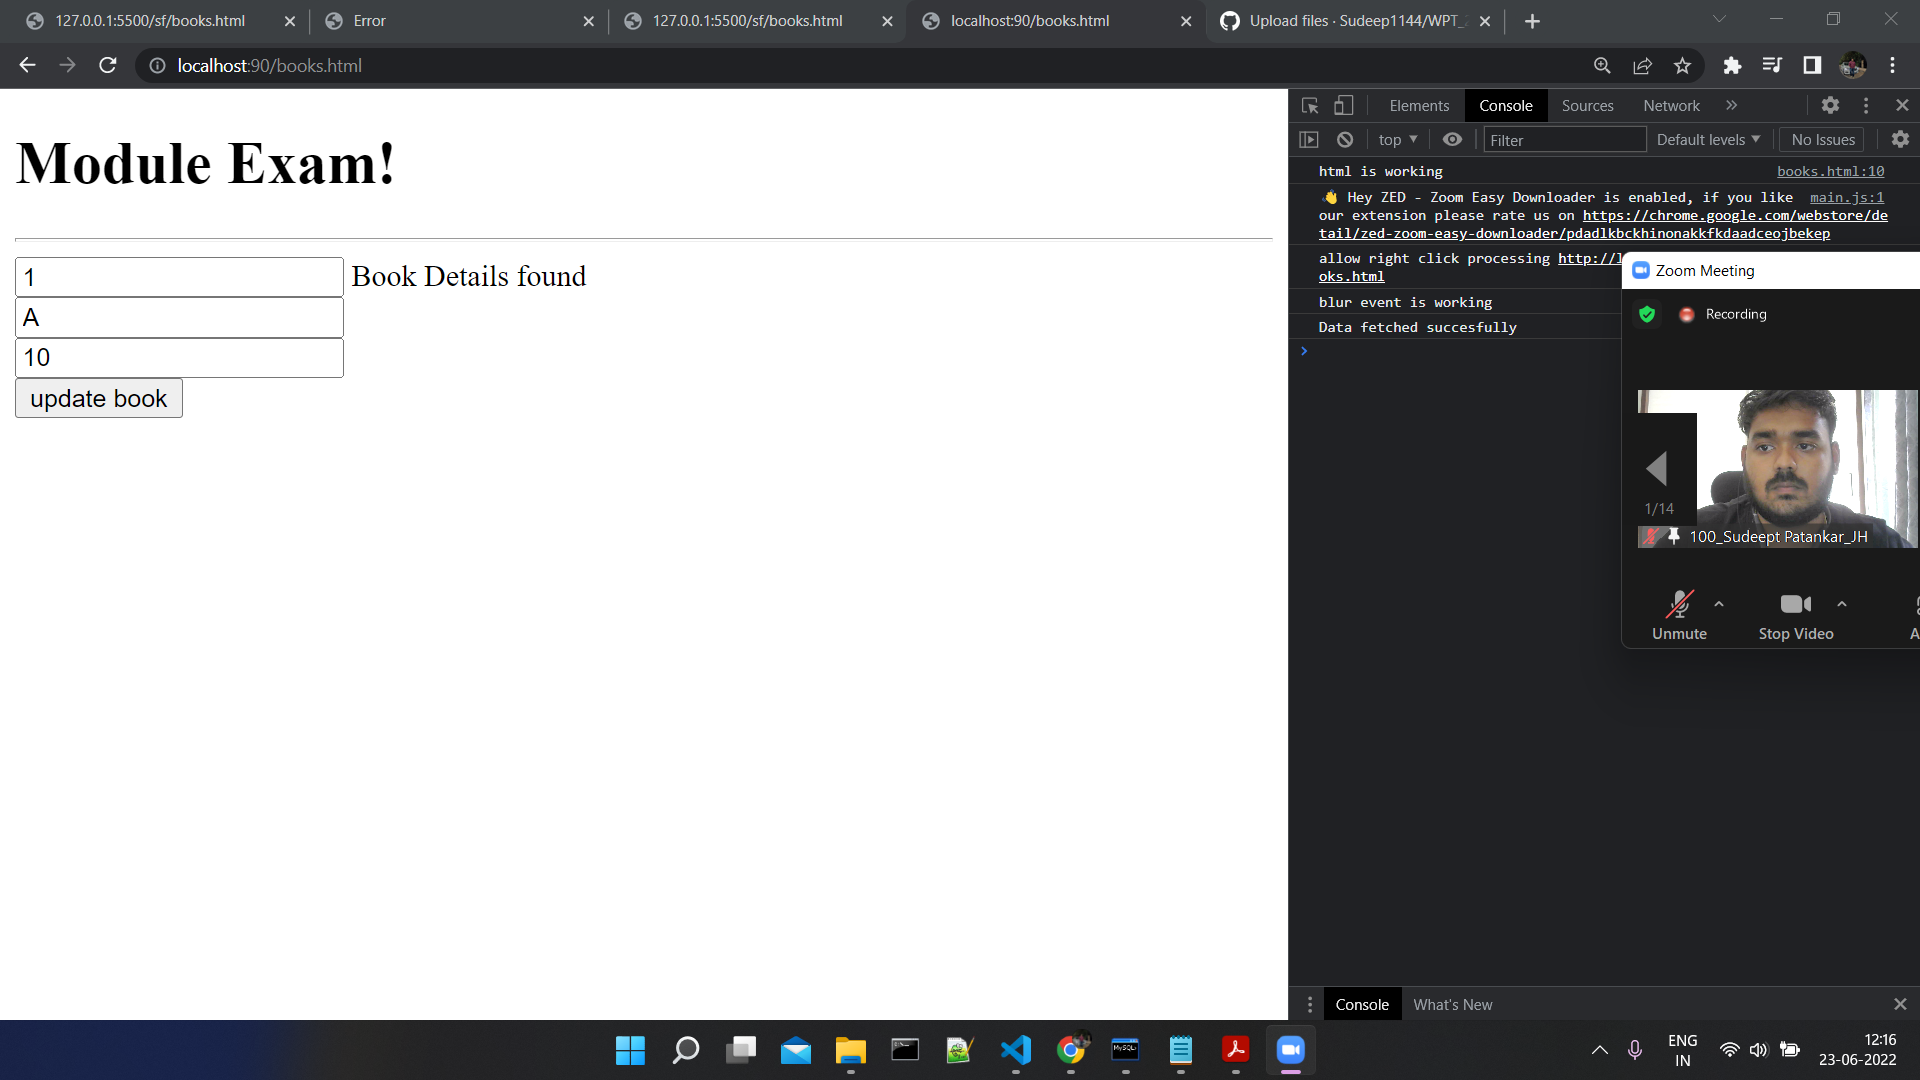 127.0.0.1:5500/sf/books.html
Error
127.0.0.1:5500/sf/books.html
localhost:90/books.html
Upload files · Sudeep1144/WPT_
localhost:90/books.html
Module Exam!
1
Book Details found
A
10
update book
Elements
Console
Sources
Network
top
Filter
Default levels
No Issues
html is working
books.html:10
👋 Hey ZED - Zoom Easy Downloader is enabled, if you like
main.js:1
our extension please rate us on https://chrome.google.com/webstore/de
tail/zed-zoom-easy-downloader/pdadlkbckhinonakkfkdaadceojbekep
allow right click processing http://l
oks.html
blur event is working
Data fetched succesfully
Zoom Meeting
Recording
1/14
100_Sudeept Patankar_JH
Unmute
Stop Video
A
Console
What's New
MySQL
ENG
IN
12:16
23-06-2022